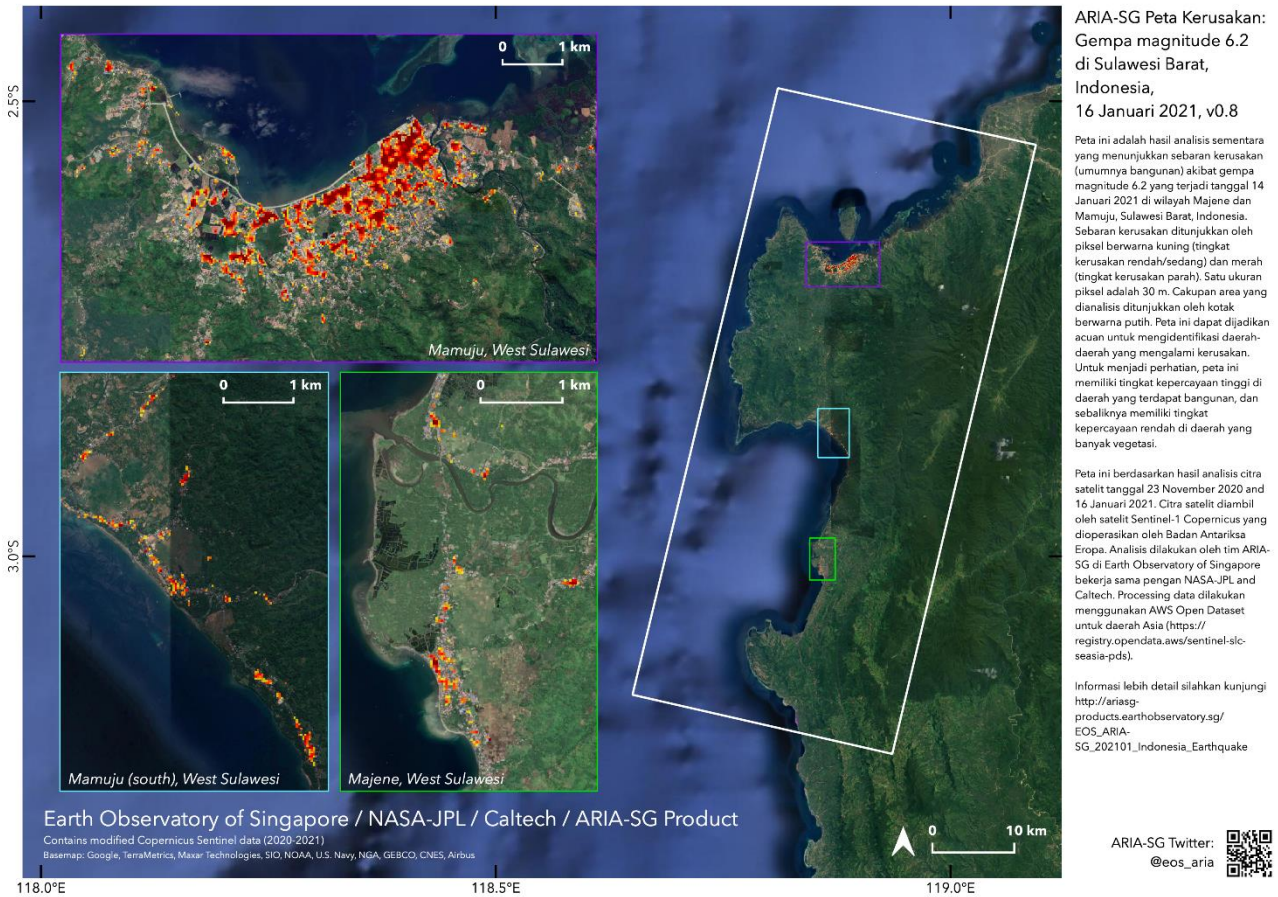 ARIA-SG Peta Kerusakan:
Gempa magnitude 6.2
di Sulawesi Barat,
Indonesia,
16 Januari 2021, v0.8
Peta ini adalah hasil analisis sementara
yang menunjukkan sebaran kerusakan
(umumnya bangunan) akibat gempa
magnitude 6.2 yang terjadi tanggal 14
Januari 2021 di wilayah Majene dan
Mamuju, Sulawesi Barat, Indonesia.
Sebaran kerusakan ditunjukkan oleh
piksel berwarna kuning (tingkat
kerusakan rendah/sedang) dan merah
(tingkat kerusakan parah). Satu ukuran
piksel adalah 30 m. Cakupan area yang
dianalisis ditunjukkan oleh kotak
berwarna putih. Peta ini dapat dijadikan
acuan untuk mengidentifikasi daerah-
daerah yang mengalami kerusakan.
Untuk menjadi perhatian, peta ini
memiliki tingkat kepercayaan tinggi di
daerah yang terdapat bangunan, dan
sebaliknya memiliki tingkat
kepercayaan rendah di daerah yang
banyak vegetasi.
Peta ini berdasarkan hasil analisis citra
satelit tanggal 23 November 2020 and
16 Januari 2021. Citra satelit diambil
oleh satelit Sentinel-1 Copernicus yang
dioperasikan oleh Badan Antariksa
Eropa. Analisis dilakukan oleh tim ARIA-
SG di Earth Observatory of Singapore
bekerja sama pengan NASA-JPL and
Caltech. Processing data dilakukan
menggunakan AWS Open Dataset
untuk daerah Asia (https://
registry.opendata.aws/sentinel-slc-
seasia-pds).
Informasi lebih detail silahkan kunjungi
http://ariasg-
products.earthobservatory.sg/
EOS_ARIA-
SG_202101_Indonesia_Earthquake
ARIA-SG Twitter:
@eos_aria
0 1 km
Mamuju, West Sulawesi
0 1 km
Mamuju (south), West Sulawesi
0 1 km
Majene, West Sulawesi
Earth Observatory of Singapore / NASA-JPL / Caltech / ARIA-SG Product
Contains modified Copernicus Sentinel data (2020-2021)
Basemap: Google, TerraMetrics, Maxar Technologies, SIO, NOAA, U.S. Navy, NGA, GEBCO, CNES, Airbus
0 10 km
2.5°S
3.0°S
118.0°E
118.5°E
119.0°E